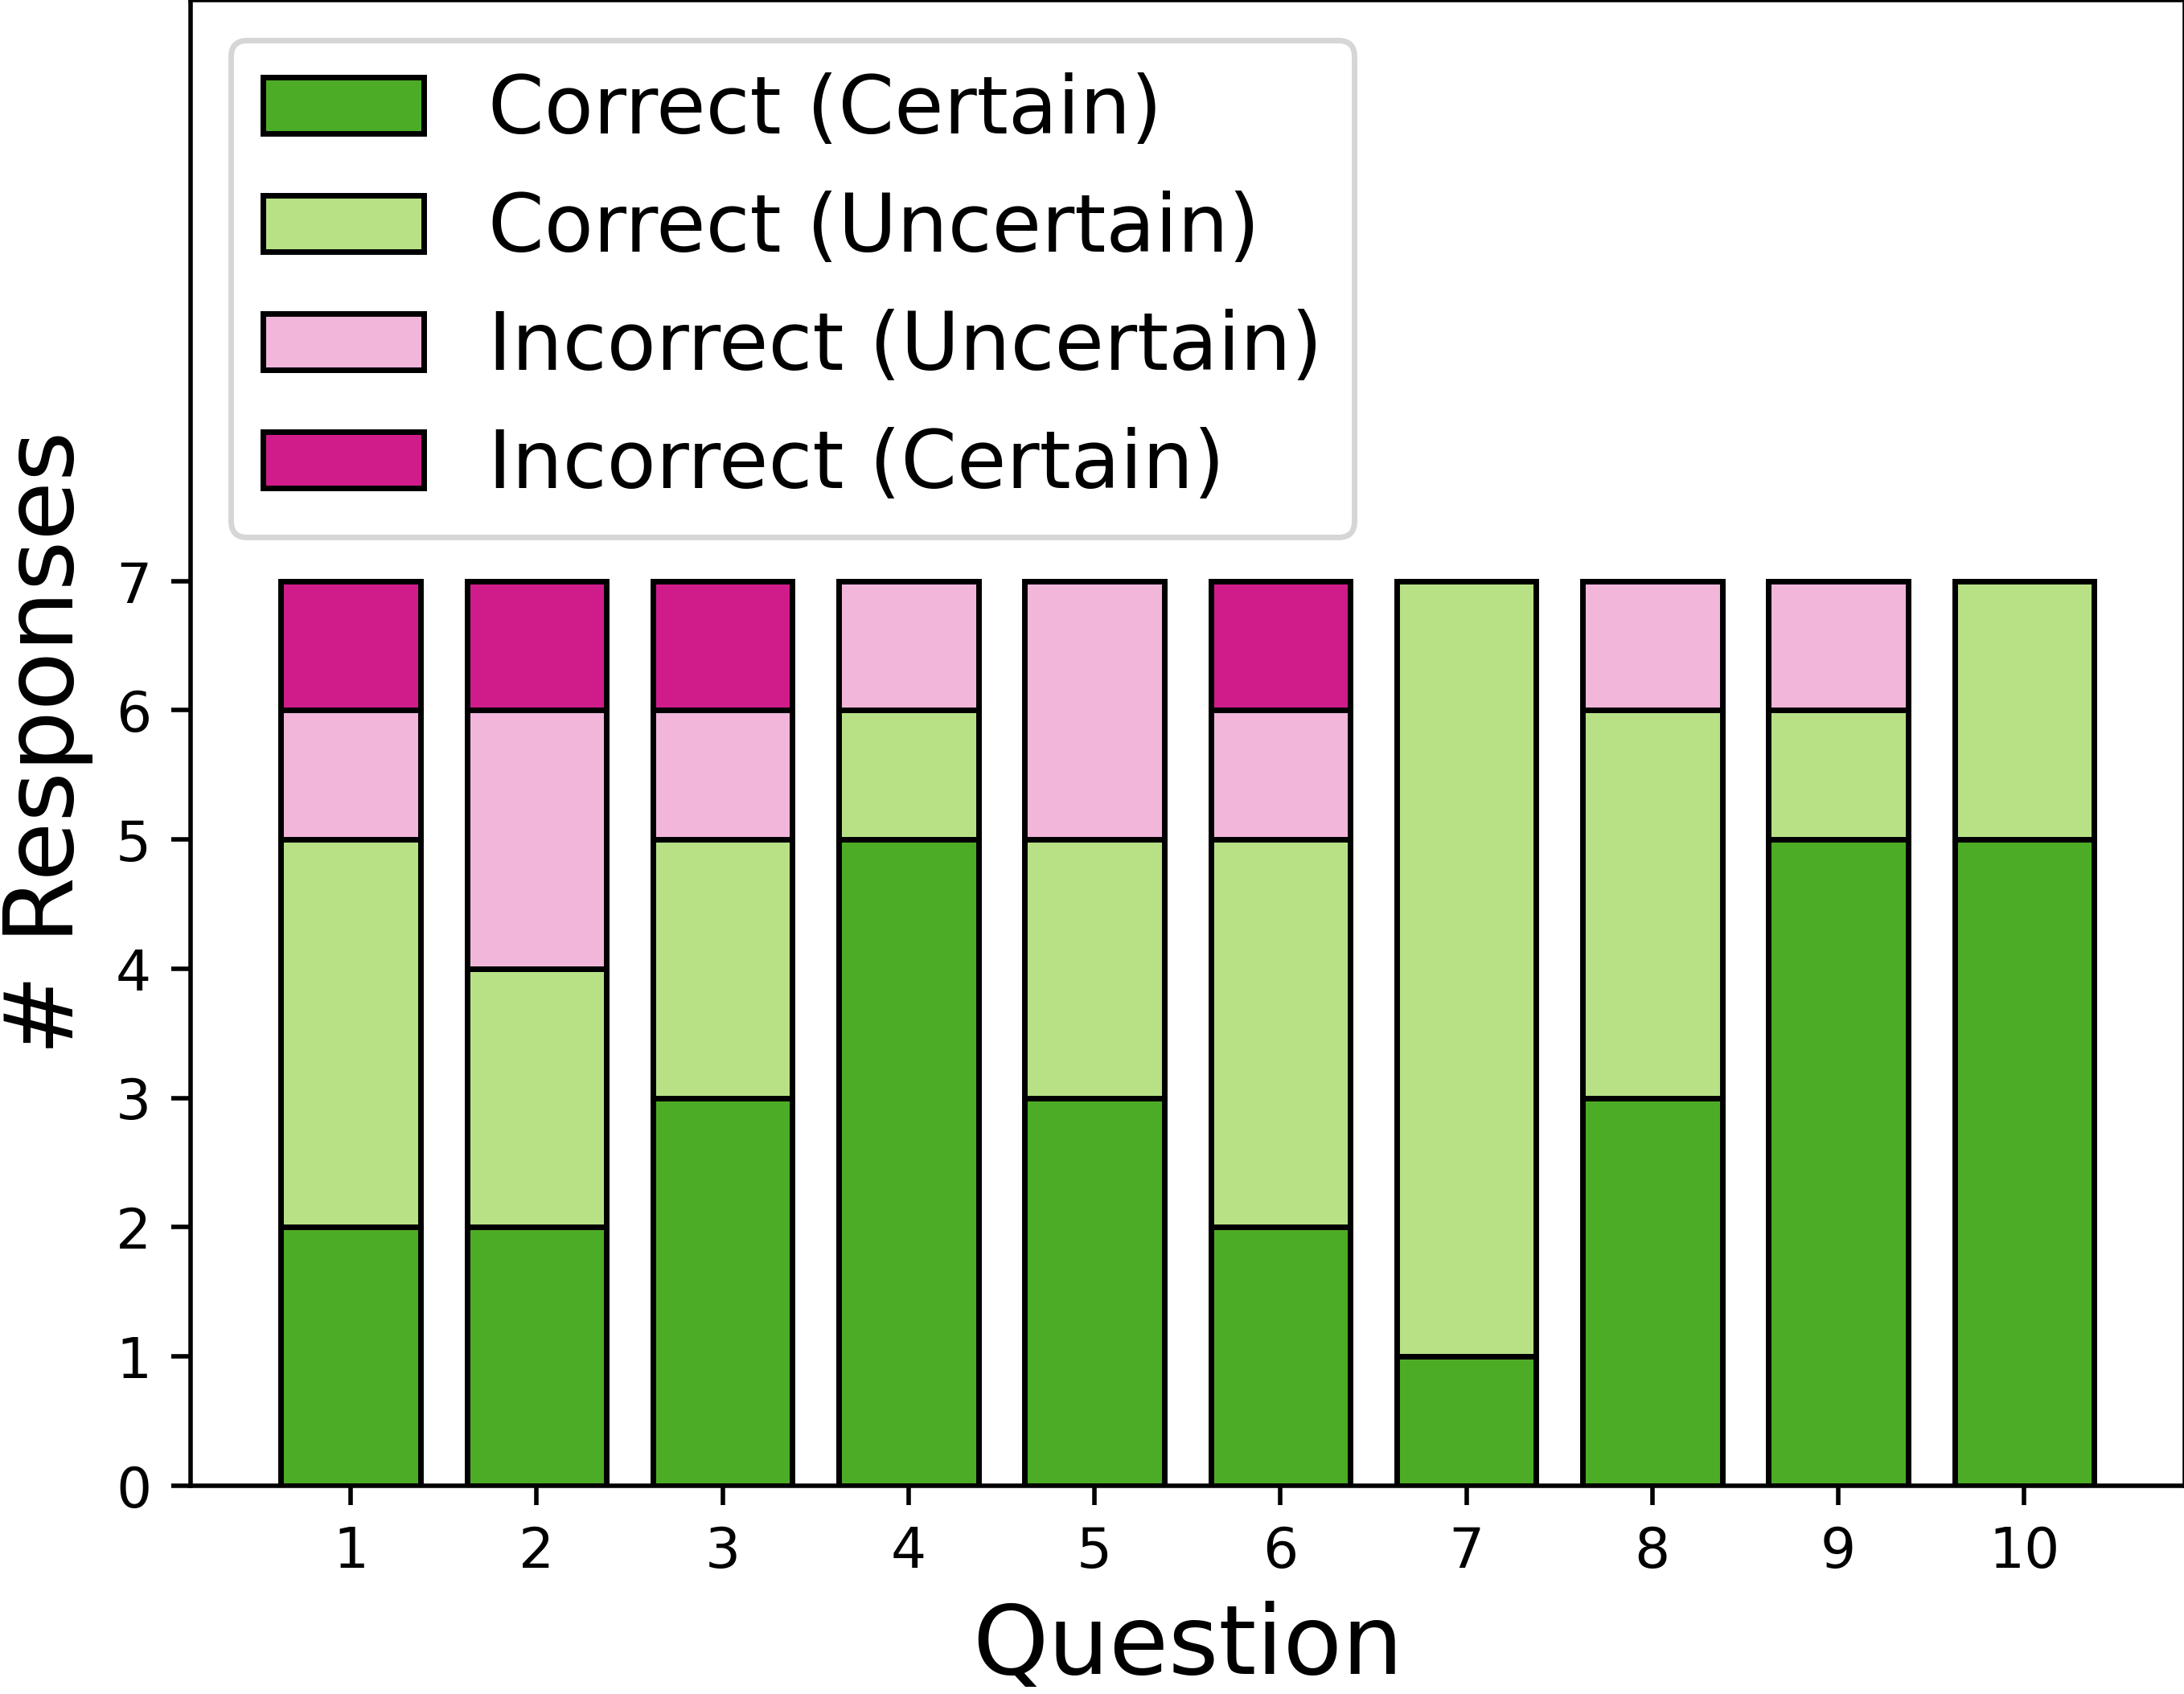 Correct (Certain)
Correct (Uncertain)
Incorrect (Uncertain)
Incorrect (Certain)
# Responses
7
6
5
4
3
2
1
0
1 2 3 4 5 6 7 8 9 10
Question